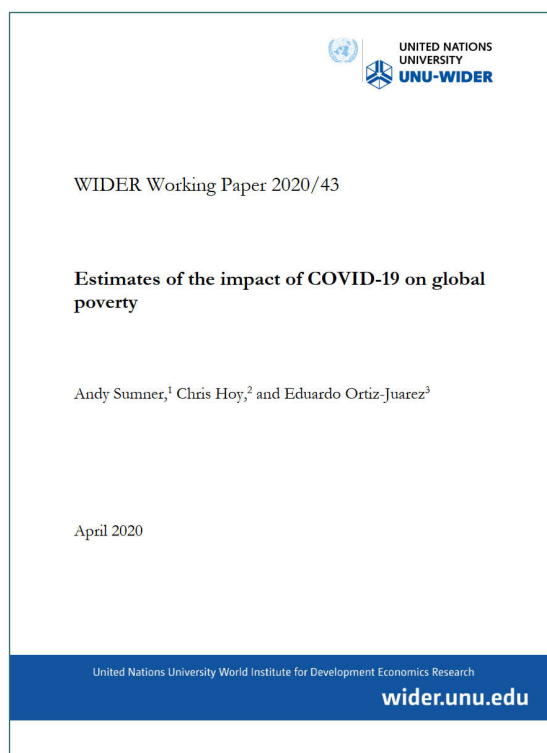 UNITED NATIONS
UNIVERSITY
UNU-WIDER
WIDER Working Paper 2020/43
Estimates of the impact of COVID-19 on global
poverty
Andy Sumner,¹ Chris Hoy,² and Eduardo Ortiz-Juarez³
April 2020
United Nations University World Institute for Development Economics Research
wider.unu.edu